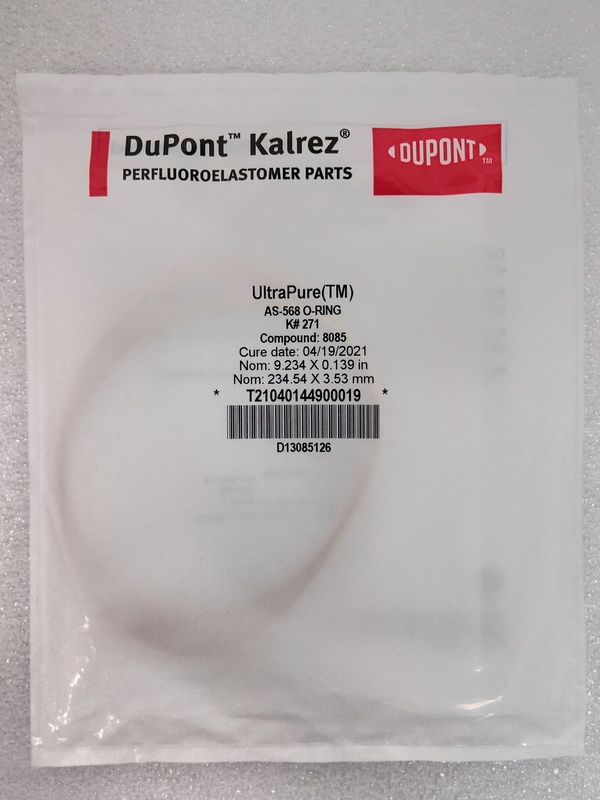 DuPont™ Kalrez®
PERFLUOROELASTOMER PARTS
DUPONT™
UltraPure(TM)
AS-568 O-RING
K# 271
Compound: 8085
Cure date: 04/19/2021
Nom: 9.234 X 0.139 in
Nom: 234.54 X 3.53 mm
* T21040144900019 *
D13085126